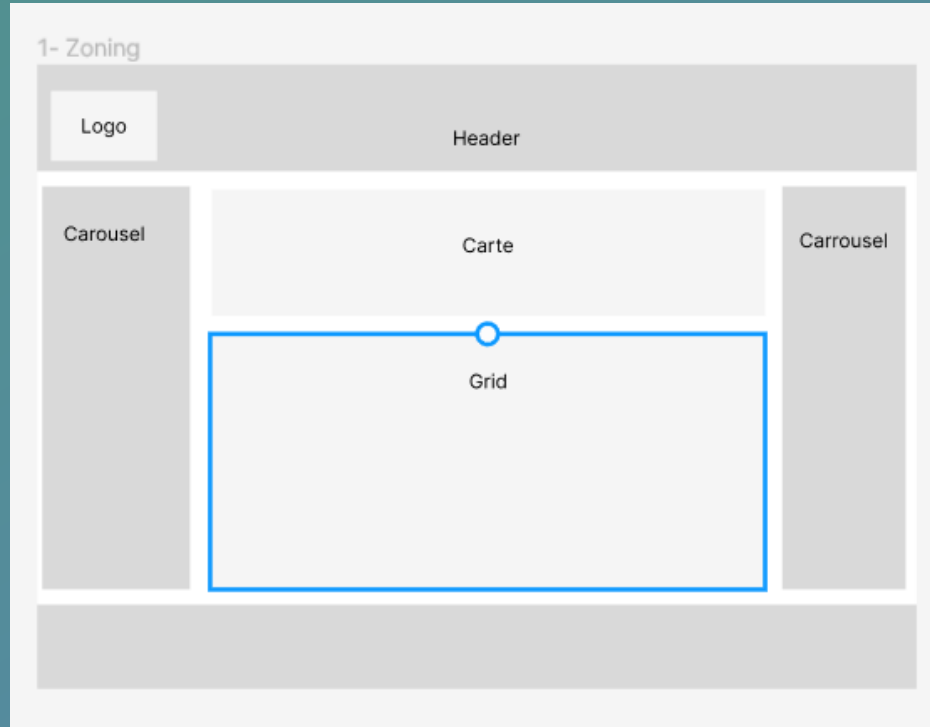 1- Zoning
Logo
Header
Carousel
Carte
Carrousel
Grid